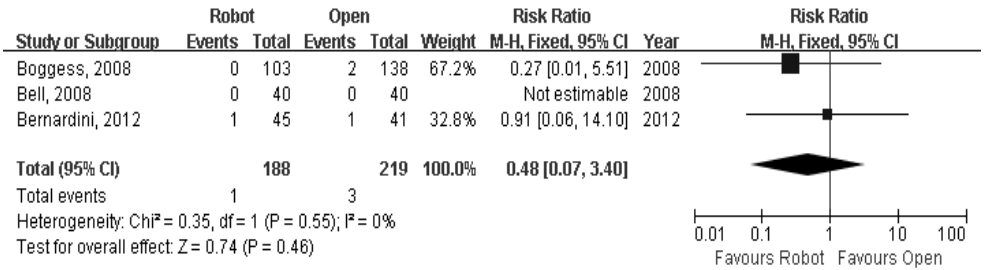 Robot Open Risk Ratio Risk Ratio
Study or Subgroup Events Total Events Total Weight M-H, Fixed, 95% CI Year M-H, Fixed, 95% CI
Boggess, 2008 0 103 2 138 67.2% 0.27 [0.01, 5.51] 2008
Bell, 2008 0 40 0 40 Not estimable 2008
Bernardini, 2012 1 45 1 41 32.8% 0.91 [0.06, 14.10] 2012
Total (95% CI) 188 219 100.0% 0.48 [0.07, 3.40]
Total events 1 3
Heterogeneity: Chi² = 0.35, df = 1 (P = 0.55); I² = 0%
Test for overall effect: Z = 0.74 (P = 0.46)
0.01 0.1 1 10 100
Favours Robot Favours Open